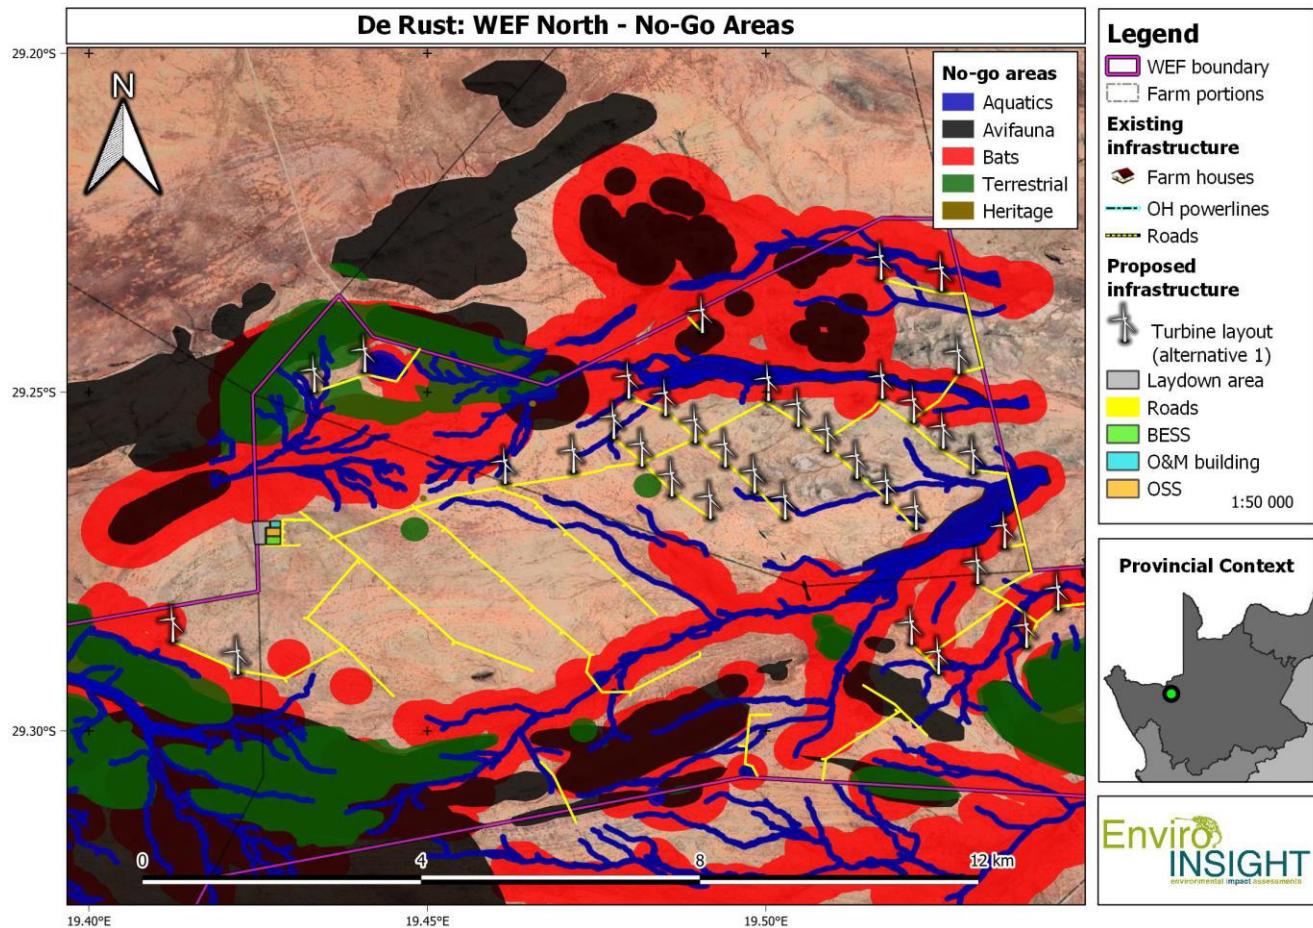 De Rust: WEF North - No-Go Areas
29.20°S
29.25°S
29.30°S
N
No-go areas
Aquatics
Avifauna
Bats
Terrestrial
Heritage
0
4
8
12 km
19.40°E
19.45°E
19.50°E
Legend
WEF boundary
Farm portions
Existing
infrastructure
Farm houses
OH powerlines
Roads
Proposed
infrastructure
Turbine layout
(alternative 1)
Laydown area
Roads
BESS
O&M building
OSS
1:50 000
Provincial Context
Enviro
INSIGHT
environmental impact assessments